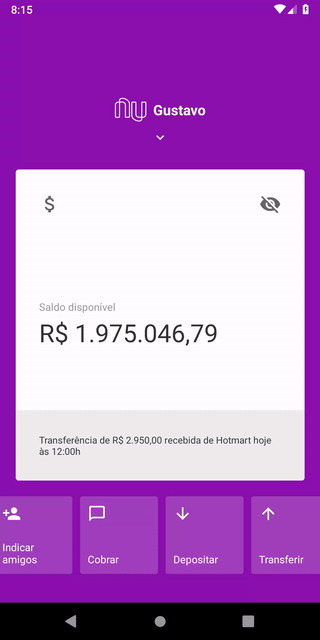 8:15
nu Gustavo
$
Saldo disponível
R$ 1.975.046,79
Transferência de R$ 2.950,00 recebida de Hotmart hoje
às 12:00h
Indicar
amigos
Cobrar
Depositar
Transferir